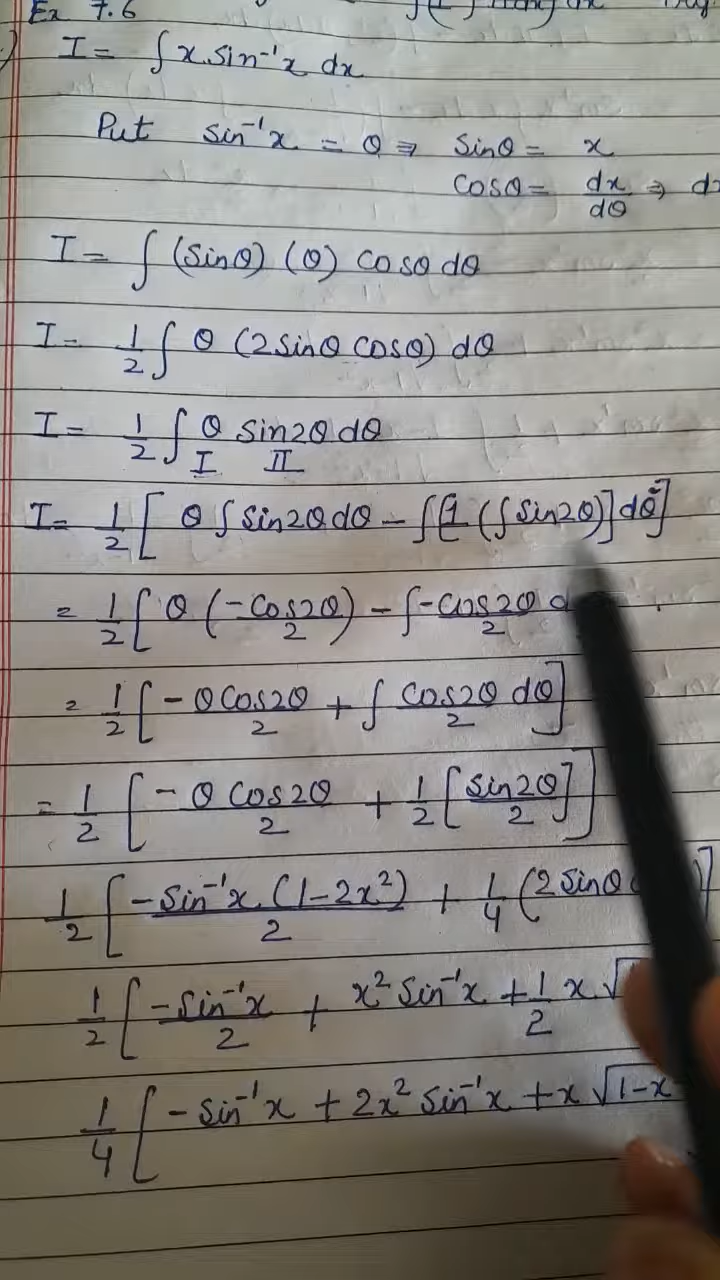 Ex 7.6
I = ∫ x sin⁻¹x dx
Put sin⁻¹x = θ ⇒ sinθ = x
cosθ = dx/dθ ⇒
I = ∫ (sinθ) (θ) cosθ dθ
I = 1/2 ∫ θ (2sinθ cosθ) dθ
I = 1/2 ∫ θ sin2θ dθ
I II
I = 1/2 [ θ ∫ sin2θ dθ - ∫[1 (∫ sin2θ)] dθ ]
= 1/2 [ θ (-cos2θ/2) - ∫ -cos2θ/2
= 1/2 [ -θ cos2θ/2 + ∫ cos2θ/2 dθ ]
= 1/2 [ -θ cos2θ/2 + 1/2 [ sin2θ/2 ] ]
1/2 [ -sin⁻¹x (1-2x²)/2 + 1/4 (2 sinθ ) ]
1/2 [ -sin⁻¹x/2 + x² sin⁻¹x + 1/2 x √
1/4 [ -sin⁻¹x + 2x² sin⁻¹x + x √1-x